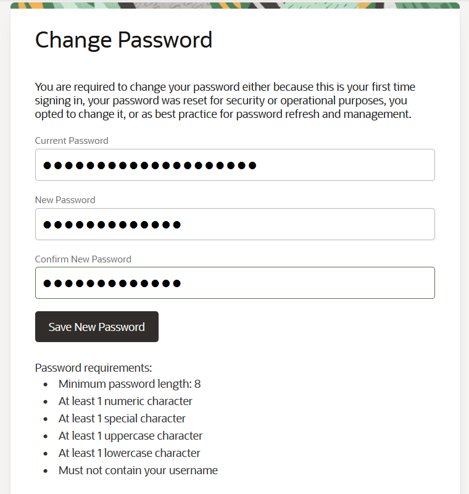 Change Password
You are required to change your password either because this is your first time
signing in, your password was reset for security or operational purposes, you
opted to change it, or as best practice for password refresh and management.
Current Password
●●●●●●●●●●●●●●●●●●●●
New Password
●●●●●●●●●●●●●
Confirm New Password
●●●●●●●●●●●●●
Save New Password
Password requirements:
• Minimum password length: 8
• At least 1 numeric character
• At least 1 special character
• At least 1 uppercase character
• At least 1 lowercase character
• Must not contain your username